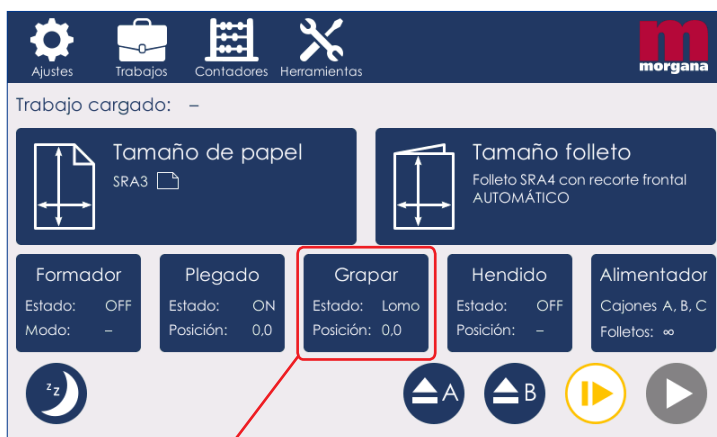 Ajustes Trabajos Contadores Herramientas
m
morgana
Trabajo cargado: –
Tamaño de papel
SRA3
Tamaño folleto
Folleto SRA4 con recorte frontal
AUTOMÁTICO
Formador
Estado: OFF
Modo: –
Plegado
Estado: ON
Posición: 0,0
Grapar
Estado: Lomo
Posición: 0,0
Hendido
Estado: OFF
Posición: –
Alimentador
Cajones A, B, C
Folletos: ∞
z z
A
B